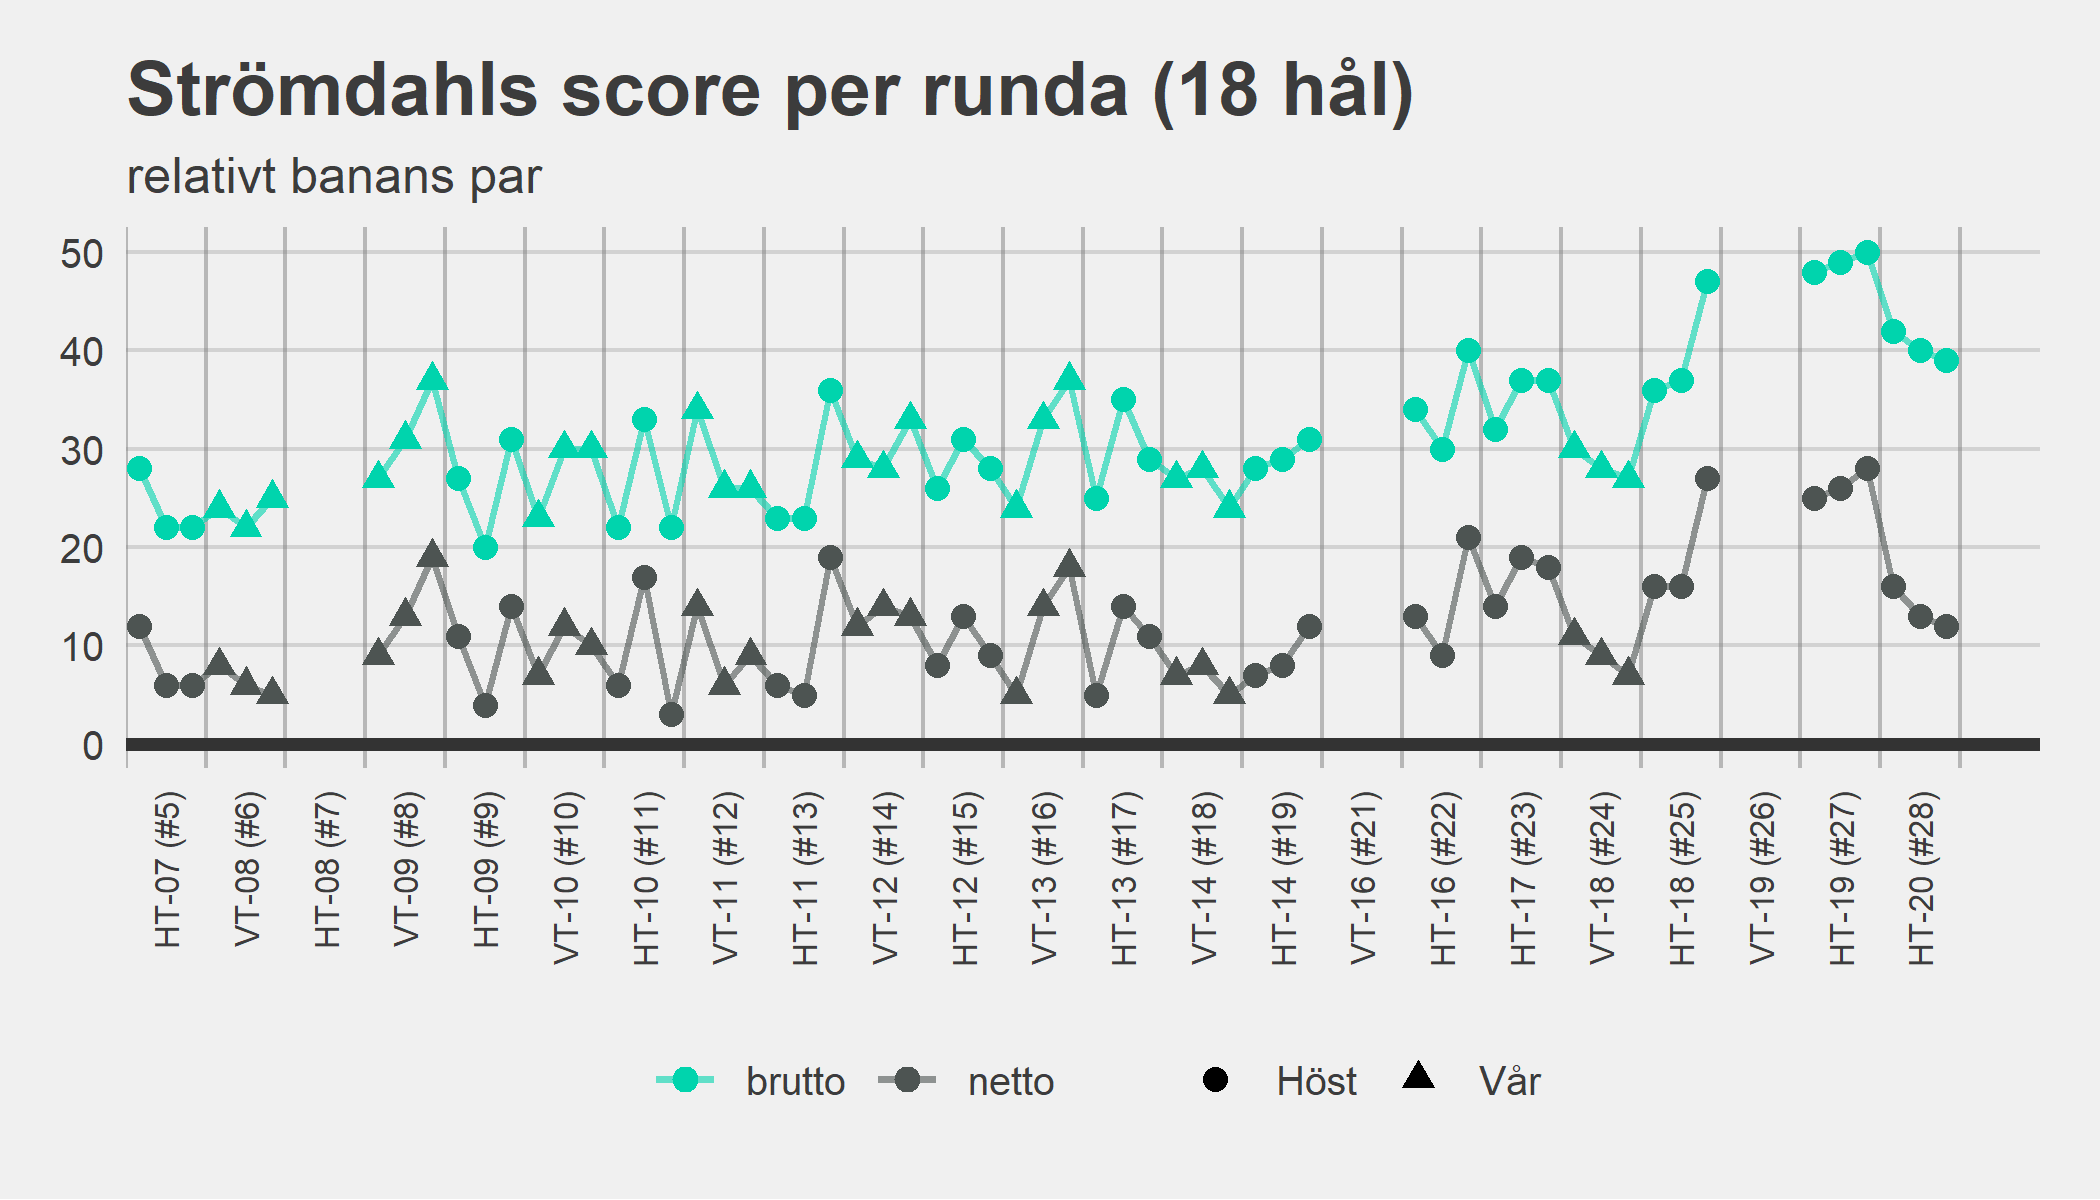 Strömdahls score per runda (18 hål)
relativt banans par
50
40
30
20
10
0
HT-07 (#5)
VT-08 (#6)
HT-08 (#7)
VT-09 (#8)
HT-09 (#9)
VT-10 (#10)
HT-10 (#11)
VT-11 (#12)
HT-11 (#13)
VT-12 (#14)
HT-12 (#15)
VT-13 (#16)
HT-13 (#17)
VT-14 (#18)
HT-14 (#19)
VT-16 (#21)
HT-16 (#22)
HT-17 (#23)
VT-18 (#24)
HT-18 (#25)
VT-19 (#26)
HT-19 (#27)
HT-20 (#28)
brutto netto Höst Vår